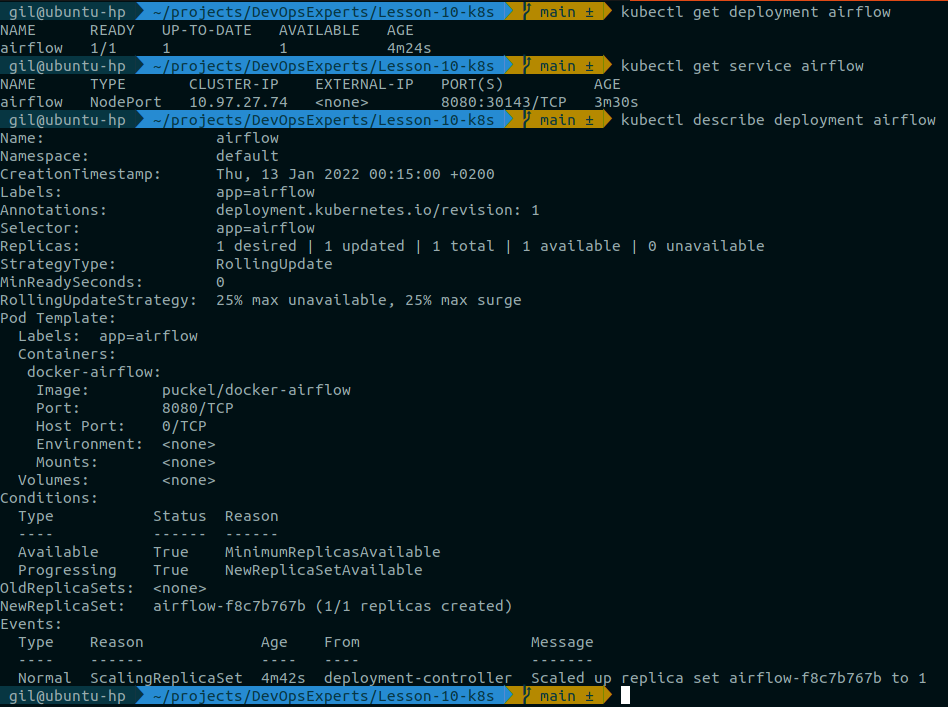 gil@ubuntu-hp ~/projects/DevOpsExperts/Lesson-10-k8s main ± kubectl get deployment airflow
NAME      READY   UP-TO-DATE   AVAILABLE   AGE
airflow   1/1     1            1           4m24s
gil@ubuntu-hp ~/projects/DevOpsExperts/Lesson-10-k8s main ± kubectl get service airflow
NAME      TYPE       CLUSTER-IP    EXTERNAL-IP   PORT(S)          AGE
airflow   NodePort   10.97.27.74   <none>        8080:30143/TCP   3m30s
gil@ubuntu-hp ~/projects/DevOpsExperts/Lesson-10-k8s main ± kubectl describe deployment airflow
Name:                   airflow
Namespace:              default
CreationTimestamp:      Thu, 13 Jan 2022 00:15:00 +0200
Labels:                 app=airflow
Annotations:            deployment.kubernetes.io/revision: 1
Selector:               app=airflow
Replicas:               1 desired | 1 updated | 1 total | 1 available | 0 unavailable
StrategyType:           RollingUpdate
MinReadySeconds:        0
RollingUpdateStrategy:  25% max unavailable, 25% max surge
Pod Template:
  Labels:  app=airflow
  Containers:
   docker-airflow:
    Image:        puckel/docker-airflow
    Port:         8080/TCP
    Host Port:    0/TCP
    Environment:  <none>
    Mounts:       <none>
  Volumes:        <none>
Conditions:
  Type           Status  Reason
  ----           ------  ------
  Available      True    MinimumReplicasAvailable
  Progressing    True    NewReplicaSetAvailable
OldReplicaSets:  <none>
NewReplicaSet:   airflow-f8c7b767b (1/1 replicas created)
Events:
  Type    Reason             Age    From                   Message
  ----    ------             ----   ----                   -------
  Normal  ScalingReplicaSet  4m42s  deployment-controller  Scaled up replica set airflow-f8c7b767b to 1
gil@ubuntu-hp ~/projects/DevOpsExperts/Lesson-10-k8s main ±